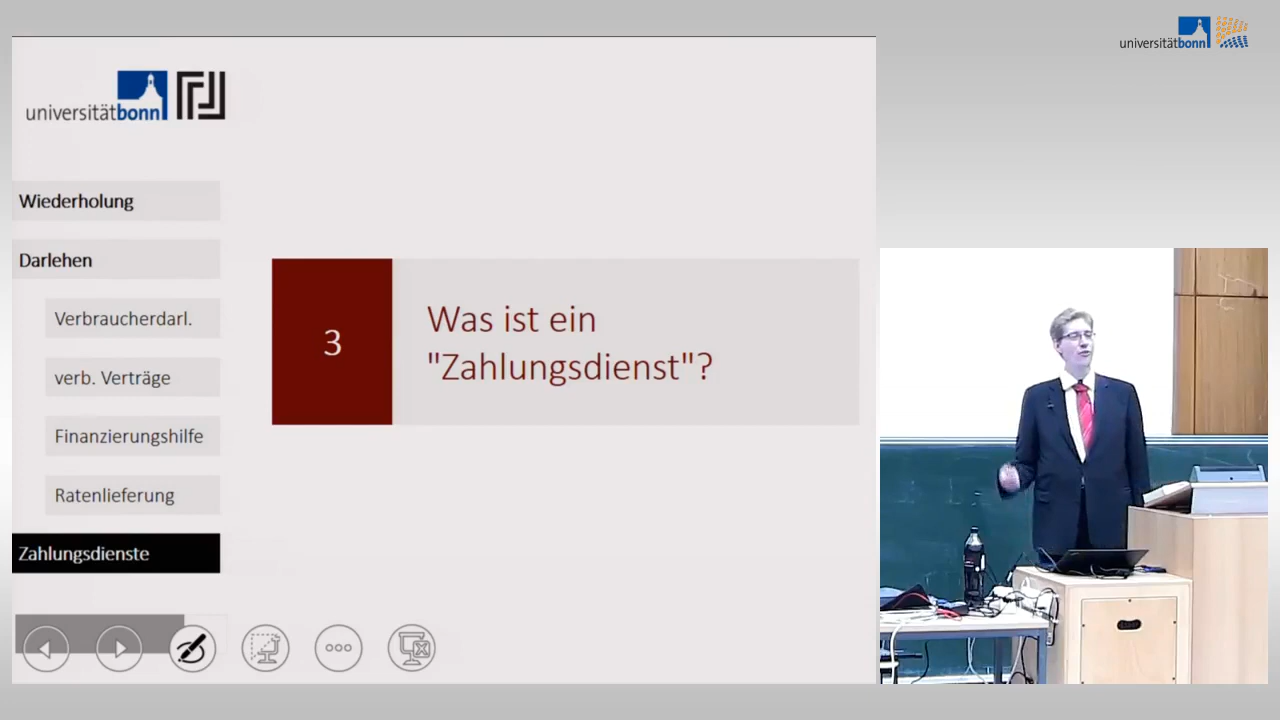 universitätbonn
universitätbonn
Wiederholung
Darlehen
Verbraucherdarl.
verb. Verträge
Finanzierungshilfe
Ratenlieferung
Zahlungsdienste
3
Was ist ein
"Zahlungsdienst"?